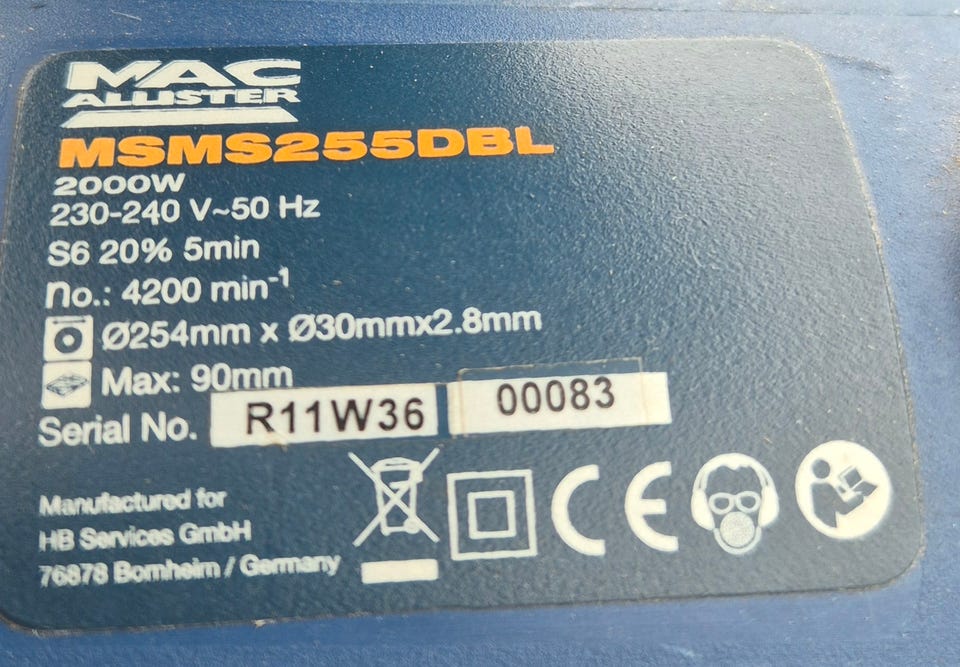 MAC
ALLISTER
MSMS255DBL
2000W
230-240 V~50 Hz
S6 20% 5min
no.: 4200 min⁻¹
Ø254mm x Ø30mmx2.8mm
Max: 90mm
Serial No. R11W36 00083
Manufactured for
HB Services GmbH
76878 Bornheim / Germany
CE